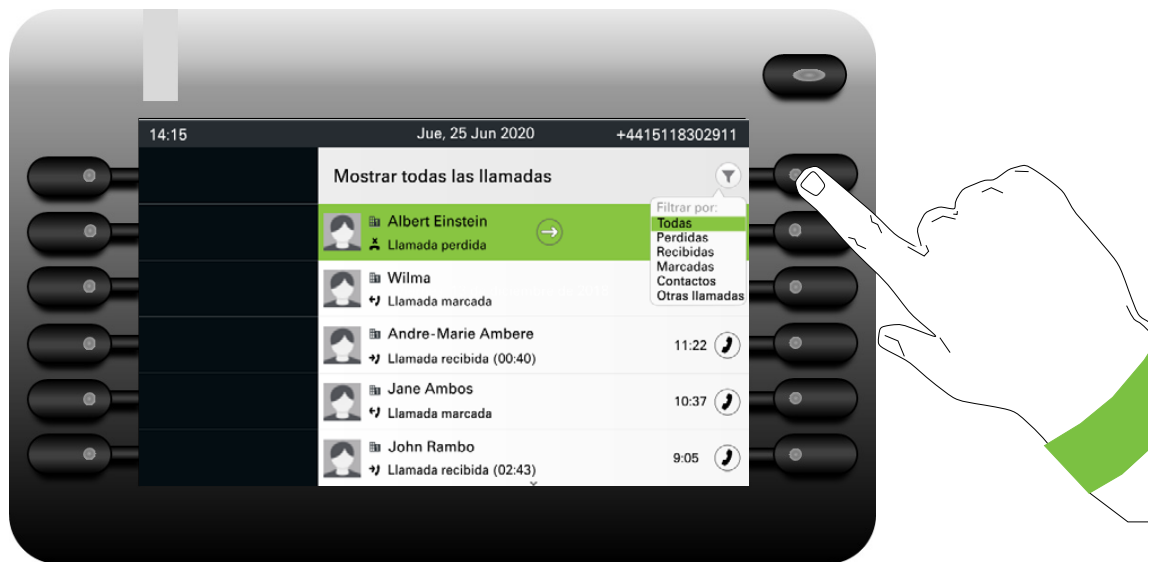 14:15 Jue, 25 Jun 2020 +4415118302911
Mostrar todas las llamadas
Filtrar por:
Todas
Perdidas
Recibidas
Marcadas
Contactos
Otras llamadas
Albert Einstein
Llamada perdida
Wilma
Llamada marcada
Andre-Marie Ambere
Llamada recibida (00:40)
11:22
Jane Ambos
Llamada marcada
10:37
John Rambo
Llamada recibida (02:43)
9:05